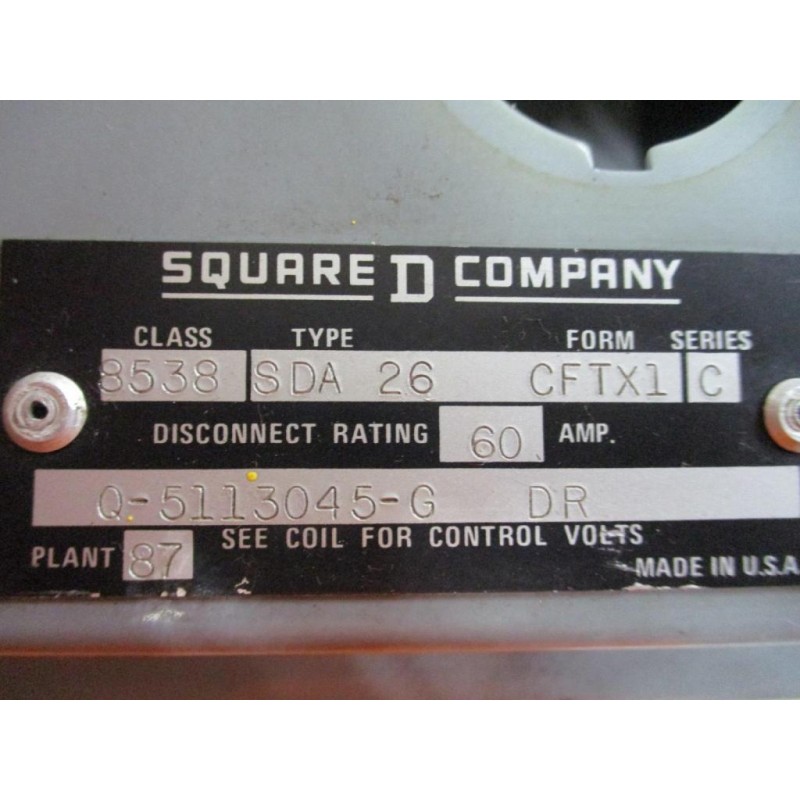 SQUARE D COMPANY
CLASS TYPE FORM SERIES
8538 SDA 26 CFTX1 C
DISCONNECT RATING 60 AMP.
Q-5113045-G DR
SEE COIL FOR CONTROL VOLTS
PLANT 87 MADE IN U.S.A